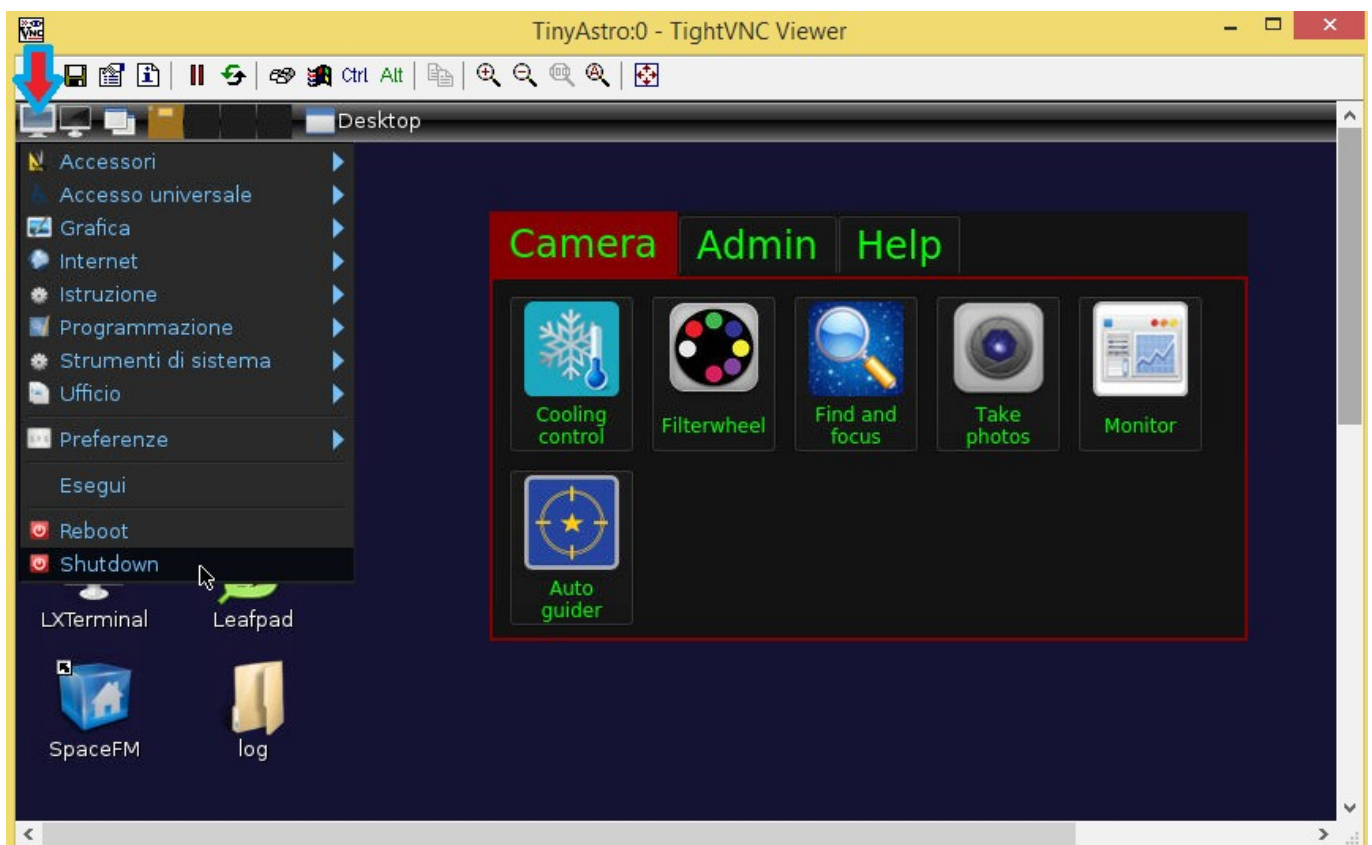 TinyAstro:0 - TightVNC Viewer
Ctrl Alt
Desktop
Accessori
Accesso universale
Grafica
Internet
Istruzione
Programmazione
Strumenti di sistema
Ufficio
Preferenze
Esegui
Reboot
Shutdown
Camera Admin Help
Cooling
control
Filterwheel
Find and
focus
Take
photos
Monitor
Auto
guider
LXTerminal
Leafpad
SpaceFM
log